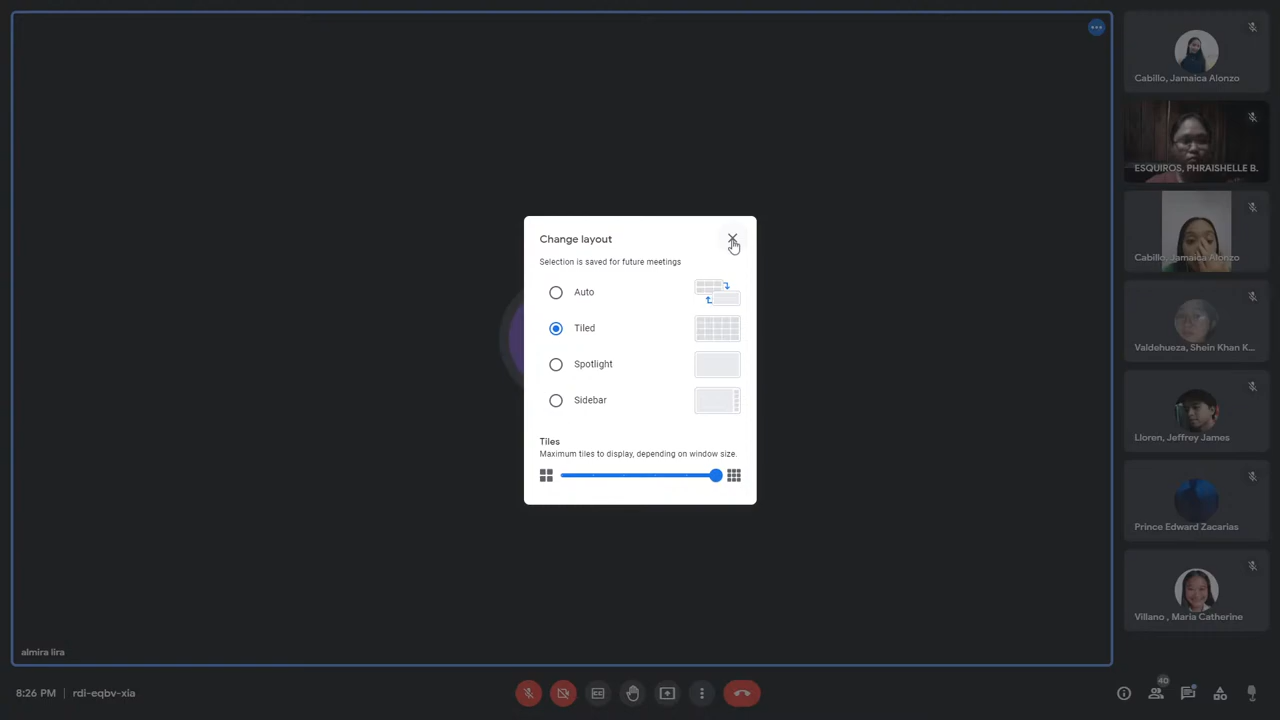 Cabillo, Jamaica Alonzo
ESQUIROS, PHRAISHELLE B.
Cabillo, Jamaica Alonzo
Valdehueza, Shein Khan K...
Lloren, Jeffrey James
Prince Edward Zacarias
Villano , Maria Catherine
Change layout
Selection is saved for future meetings
Auto
Tiled
Spotlight
Sidebar
Tiles
Maximum tiles to display, depending on window size.
almira lira
8:26 PM | rdi-eqbv-xia
CC
40